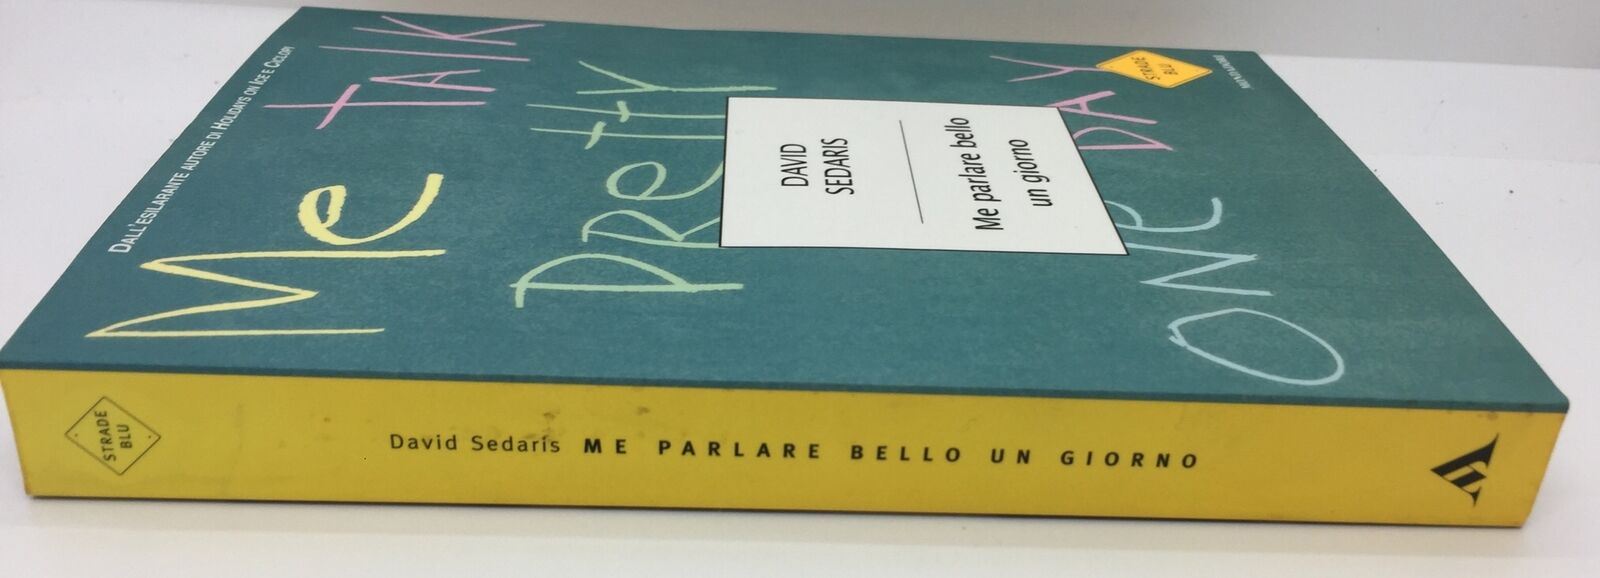 DALL'ESILARANTE AUTORE DI HOLIDAYS ON ICE E CICLOPI
Me TALK
PReTTY
ONE DAY
DAVID
SEDARIS
Me parlare bello
un giorno
STRADE
BLU
MONDADORI
STRADE
BLU
David Sedaris ME PARLARE BELLO UN GIORNO